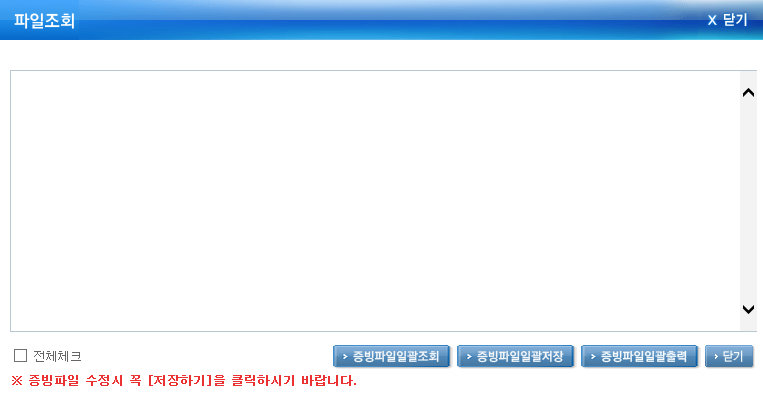 파일조회
X 닫기
전체체크
증빙파일일괄조회
증빙파일일괄저장
증빙파일일괄출력
닫기
※ 증빙파일 수정시 꼭 [저장하기]을 클릭하시기 바랍니다.